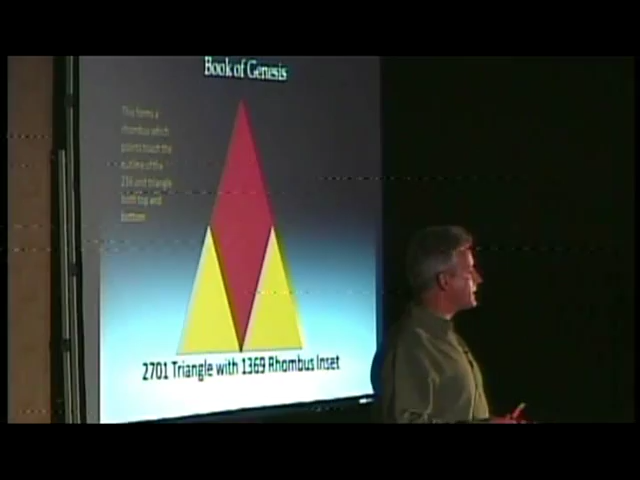 Book of Genesis
This forms a
rhombus which
points touch the
outline of the
and triangle
both top and
bottom
2701 Triangle with 1369 Rhombus Inset